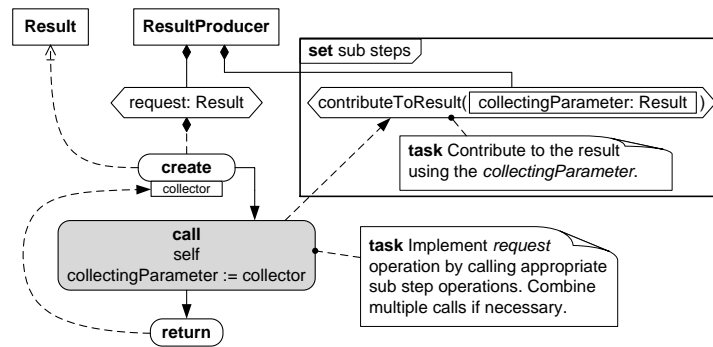 Result
ResultProducer
set sub steps
request: Result
contributeToResult( collectingParameter: Result )
task Contribute to the result
using the collectingParameter.
create
collector
call
self
collectingParameter := collector
task Implement request
operation by calling appropriate
sub step operations. Combine
multiple calls if necessary.
return